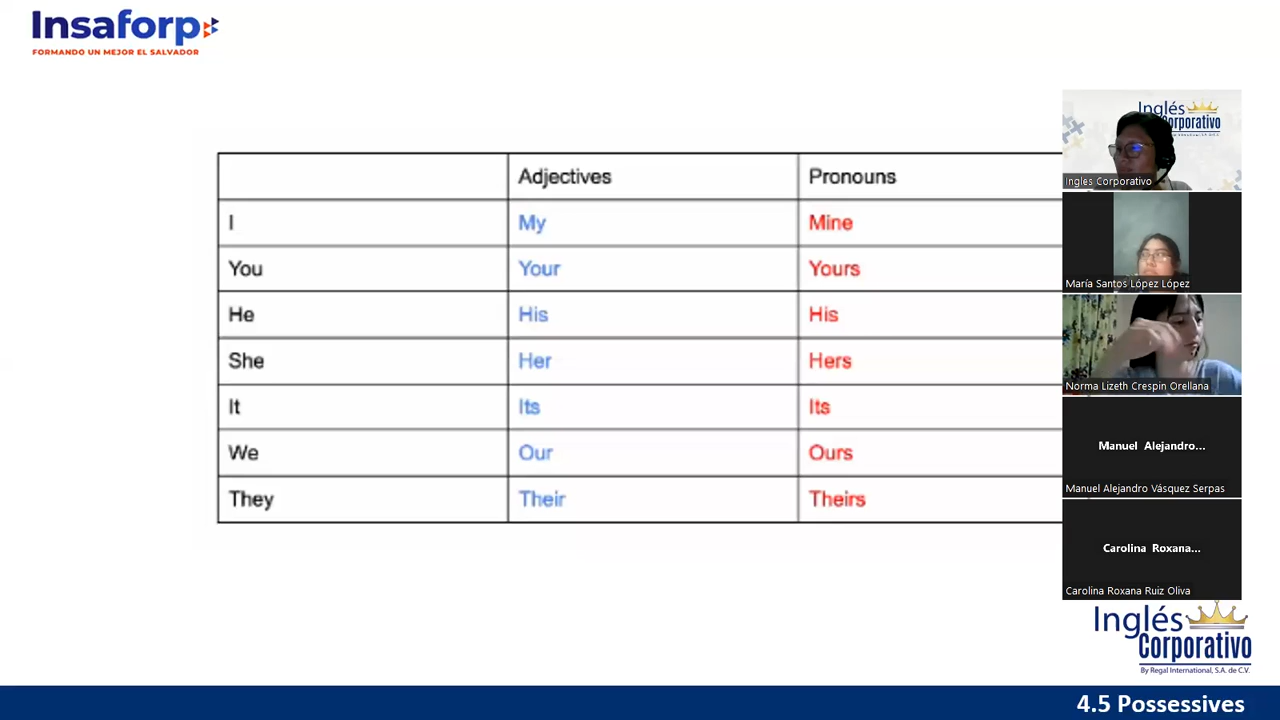 Insaforp
FORMANDO UN MEJOR EL SALVADOR
Adjectives Pronouns
I My Mine
You Your Yours
He His His
She Her Hers
It Its Its
We Our Ours
They Their Theirs
Inglés
Corporativo
Ingles Corporativo
María Santos López López
Norma Lizeth Crespin Orellana
Manuel Alejandro...
Manuel Alejandro Vásquez Serpas
Carolina Roxana...
Carolina Roxana Ruiz Oliva
Inglés
Corporativo
By Regal International, S.A. de C.V.
4.5 Possessives